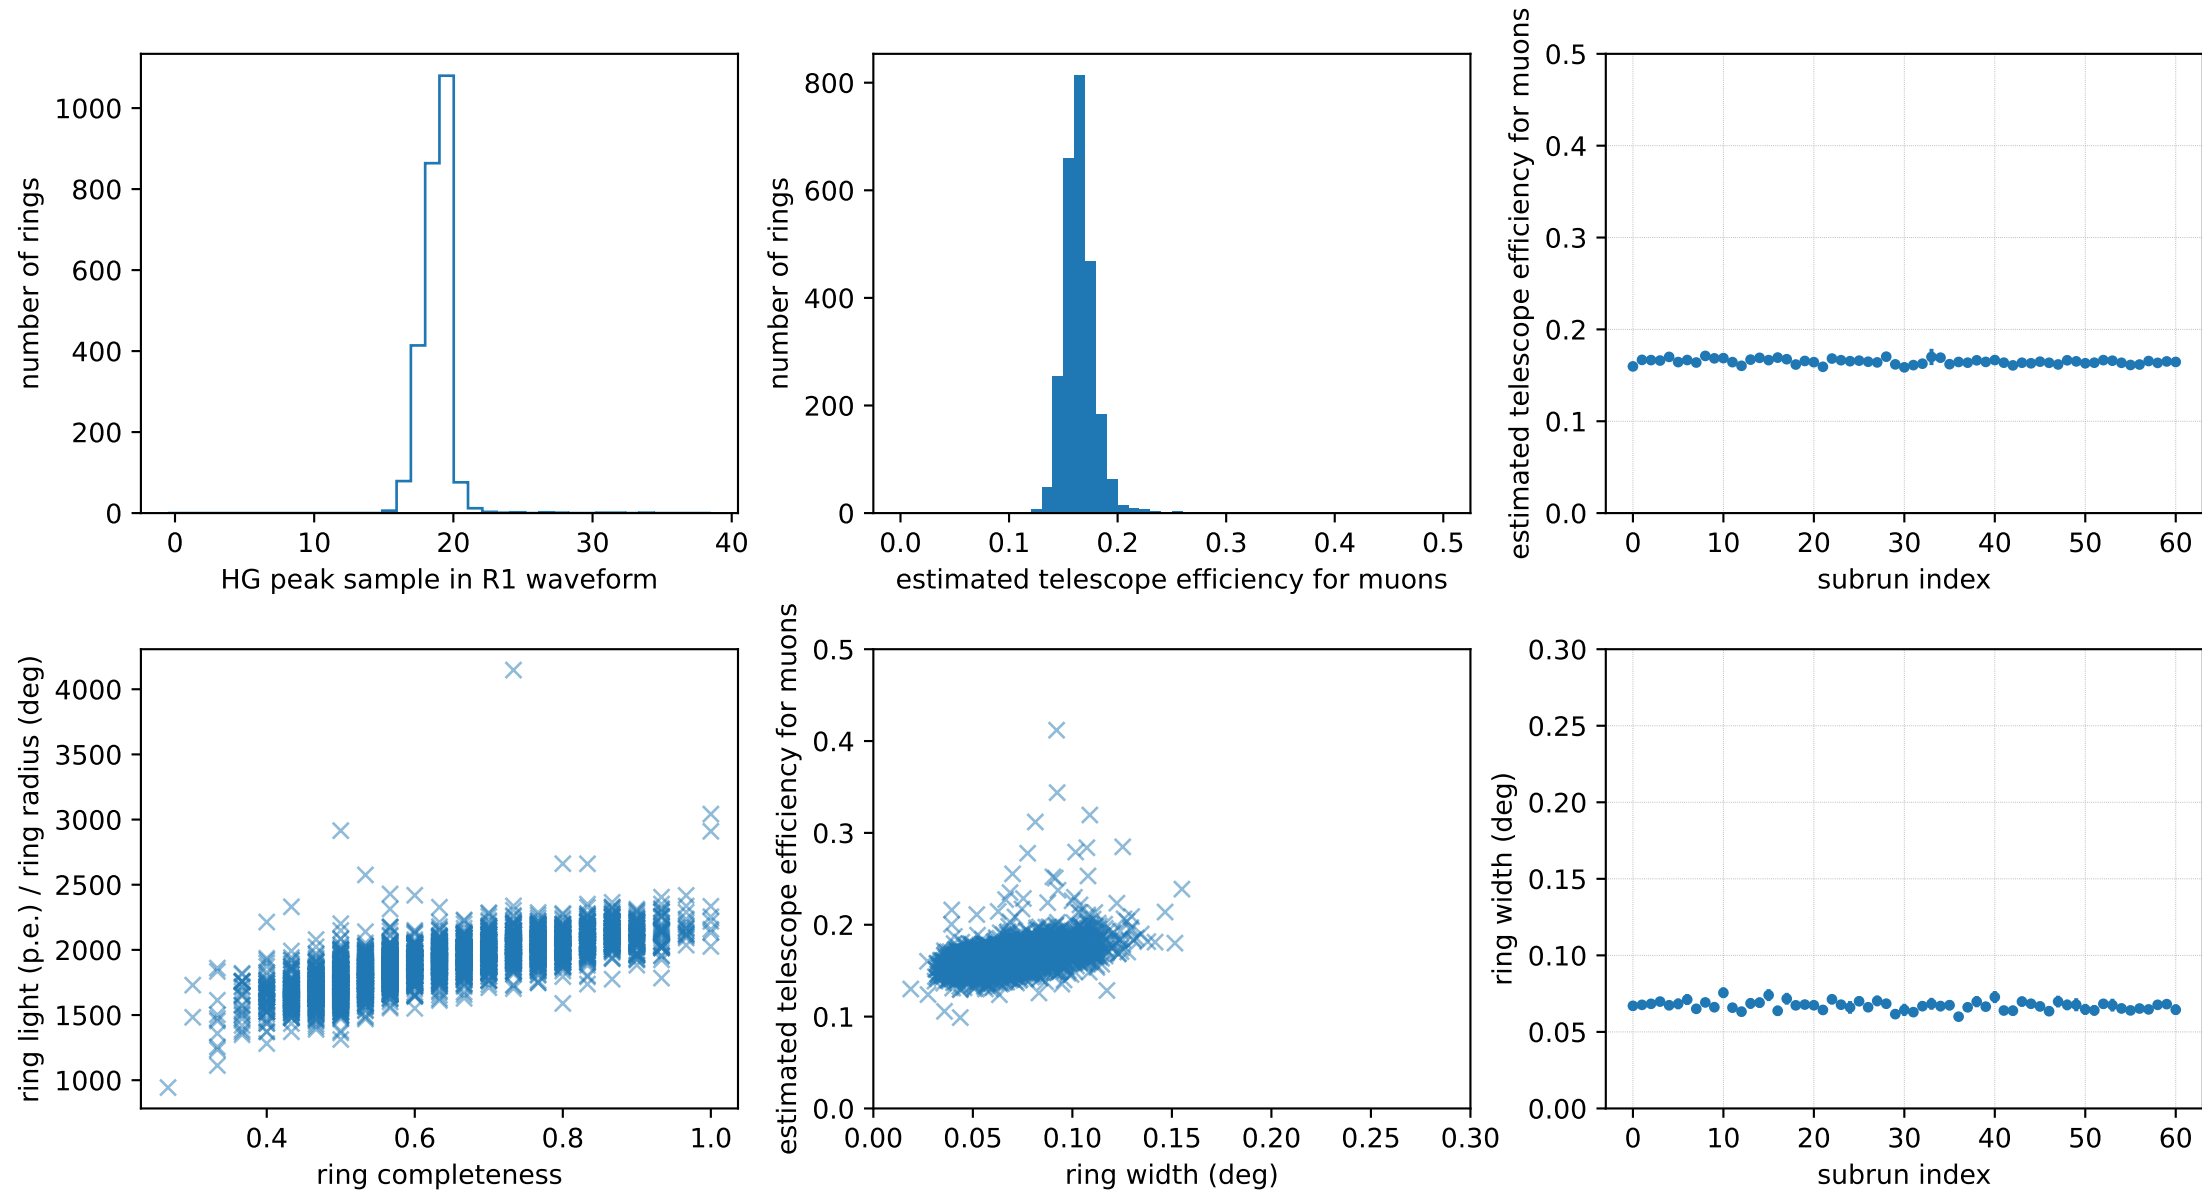 number of rings
1000
800
600
400
200
0
0 10 20 30 40
HG peak sample in R1 waveform
number of rings
800
600
400
200
0
0.0 0.1 0.2 0.3 0.4 0.5
estimated telescope efficiency for muons
estimated telescope efficiency for muons
0.5
0.4
0.3
0.2
0.1
0.0
0 10 20 30 40 50 60
subrun index
ring light (p.e.) / ring radius (deg)
4000
3500
3000
2500
2000
1500
1000
0.4 0.6 0.8 1.0
ring completeness
estimated telescope efficiency for muons
0.5
0.4
0.3
0.2
0.1
0.0
0.00 0.05 0.10 0.15 0.20 0.25 0.30
ring width (deg)
ring width (deg)
0.30
0.25
0.20
0.15
0.10
0.05
0.00
0 10 20 30 40 50 60
subrun index